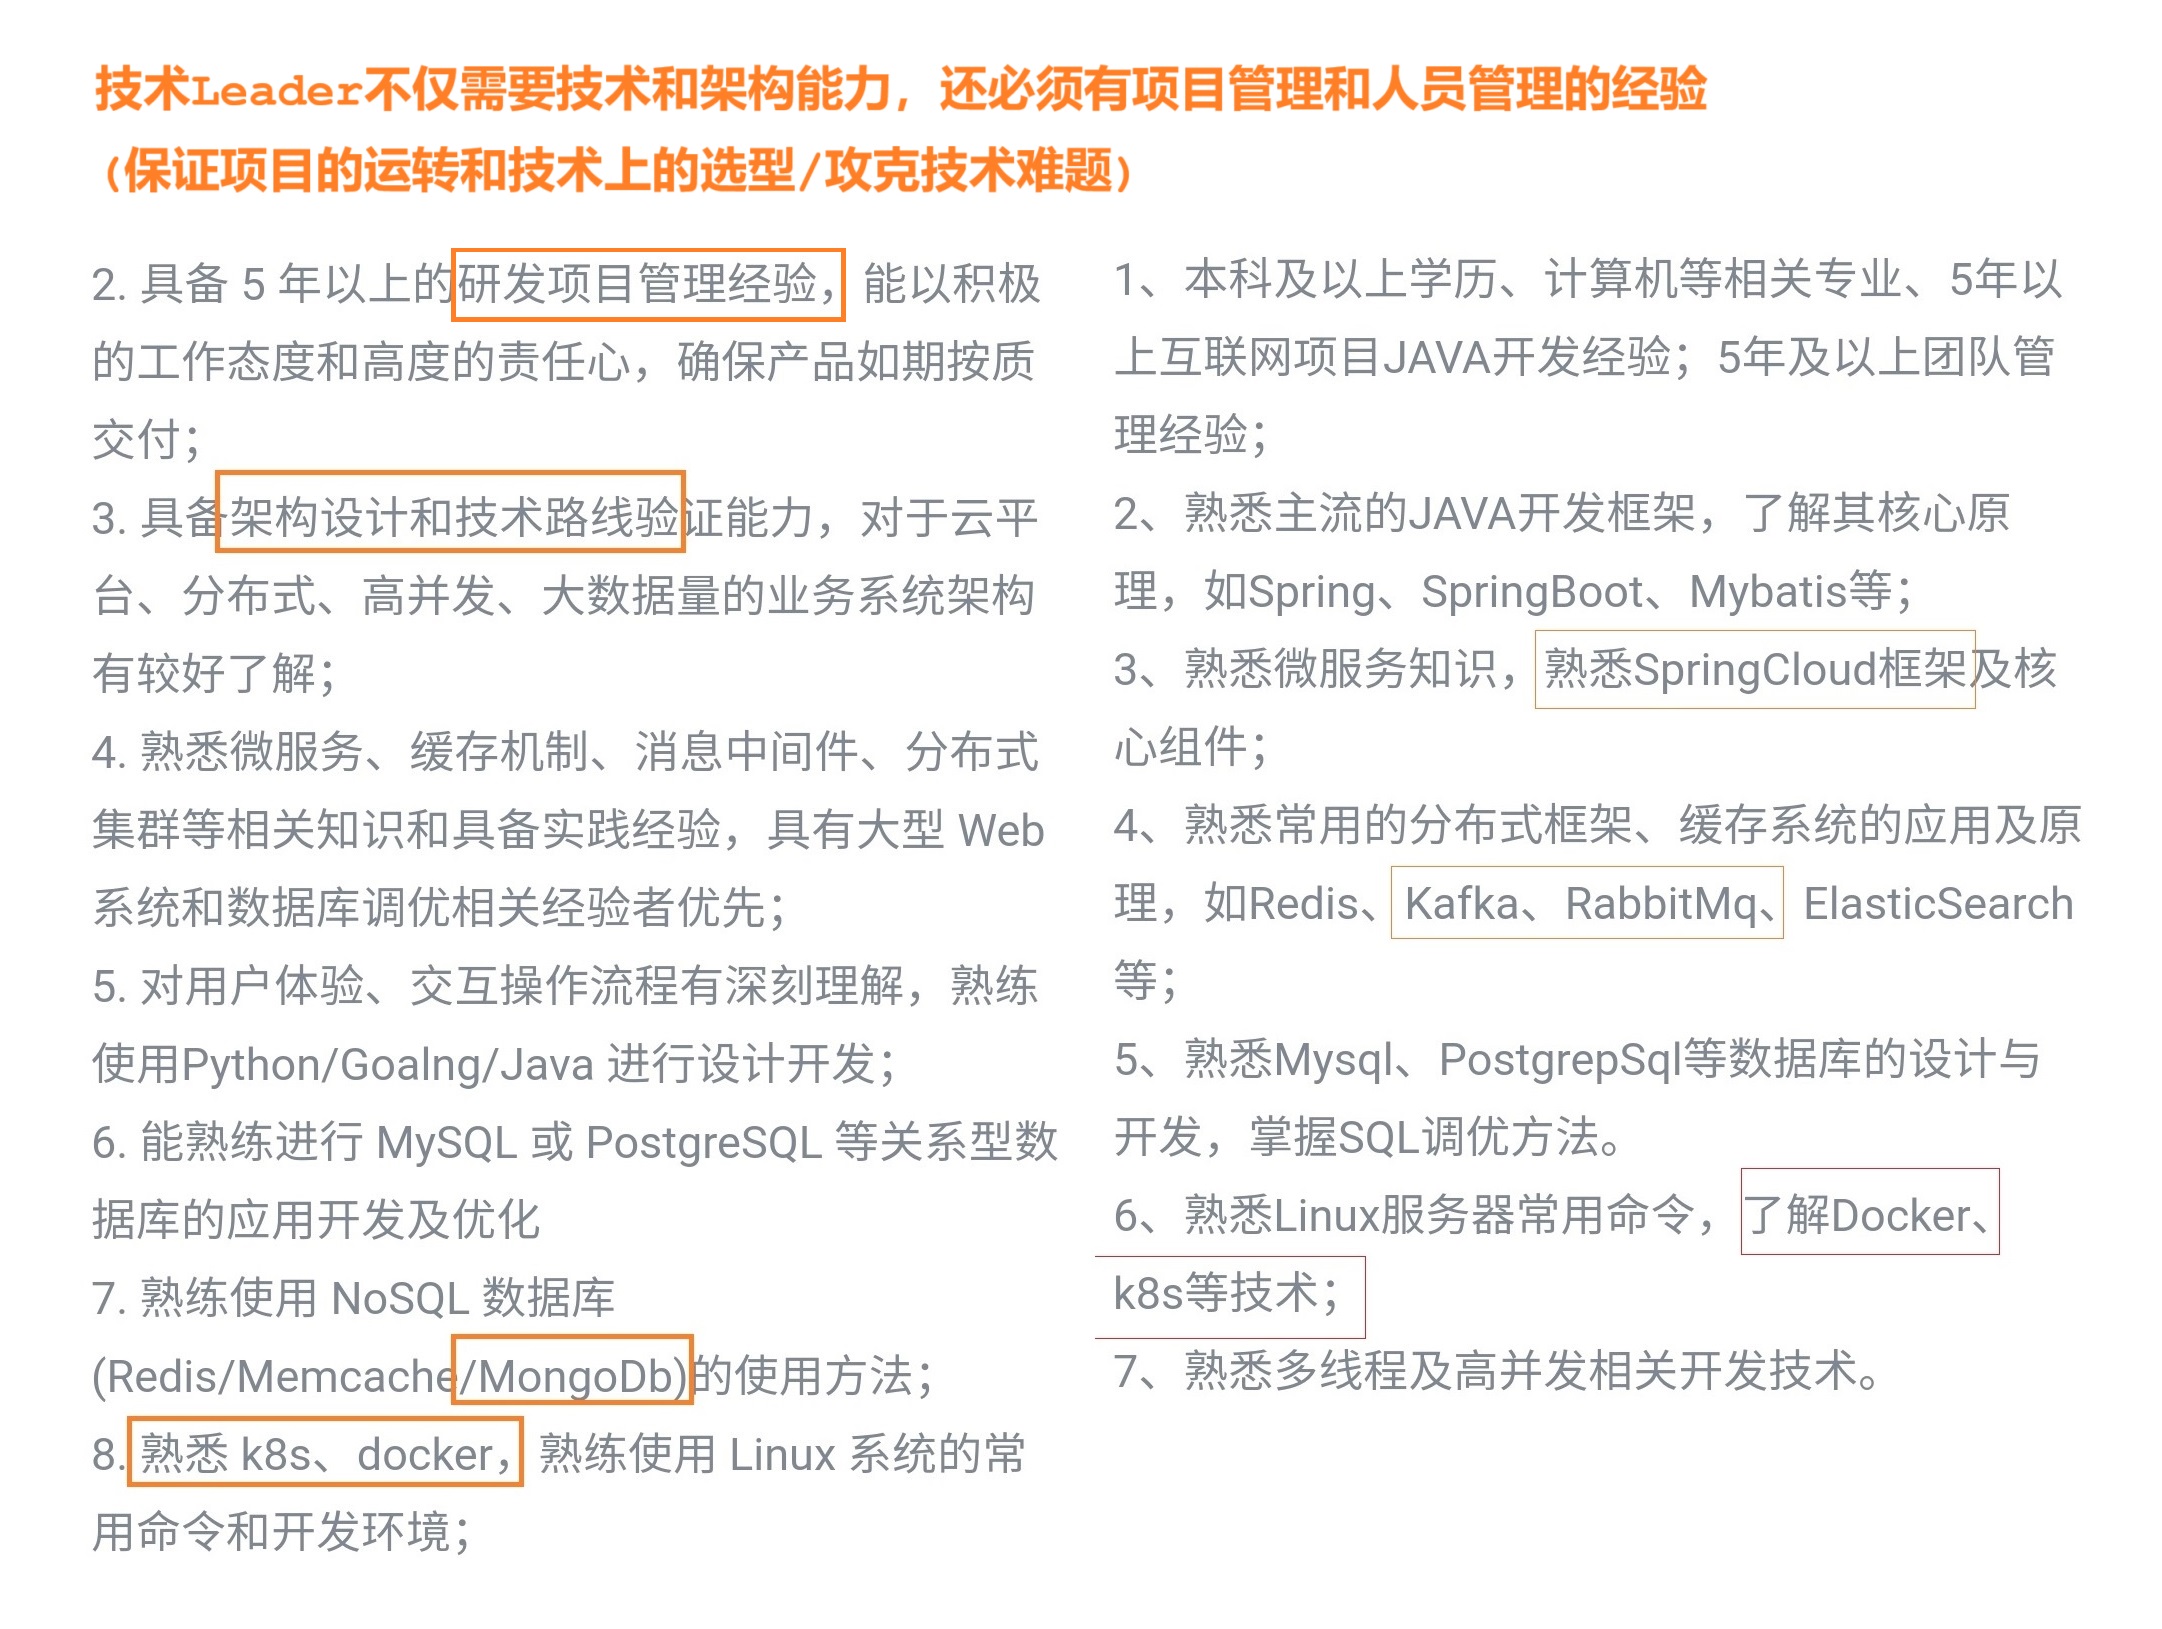 技术Leader不仅需要技术和架构能力，还必须有项目管理和人员管理的经验
（保证项目的运转和技术上的选型/攻克技术难题）
2. 具备 5 年以上的研发项目管理经验，能以积极
的工作态度和高度的责任心，确保产品如期按质
交付；
3. 具备架构设计和技术路线验证能力，对于云平
台、分布式、高并发、大数据量的业务系统架构
有较好了解；
4. 熟悉微服务、缓存机制、消息中间件、分布式
集群等相关知识和具备实践经验，具有大型 Web
系统和数据库调优相关经验者优先；
5. 对用户体验、交互操作流程有深刻理解，熟练
使用Python/Goalng/Java 进行设计开发；
6. 能熟练进行 MySQL 或 PostgreSQL 等关系型数
据库的应用开发及优化
7. 熟练使用 NoSQL 数据库
(Redis/Memcache/MongoDb)的使用方法；
8. 熟悉 k8s、docker，熟练使用 Linux 系统的常
用命令和开发环境；
1、本科及以上学历、计算机等相关专业、5年以
上互联网项目JAVA开发经验；5年及以上团队管
理经验；
2、熟悉主流的JAVA开发框架，了解其核心原
理，如Spring、SpringBoot、Mybatis等；
3、熟悉微服务知识，熟悉SpringCloud框架及核
心组件；
4、熟悉常用的分布式框架、缓存系统的应用及原
理，如Redis、Kafka、RabbitMq、ElasticSearch
等；
5、熟悉Mysql、PostgrepSql等数据库的设计与
开发，掌握SQL调优方法。
6、熟悉Linux服务器常用命令，了解Docker、
k8s等技术；
7、熟悉多线程及高并发相关开发技术。